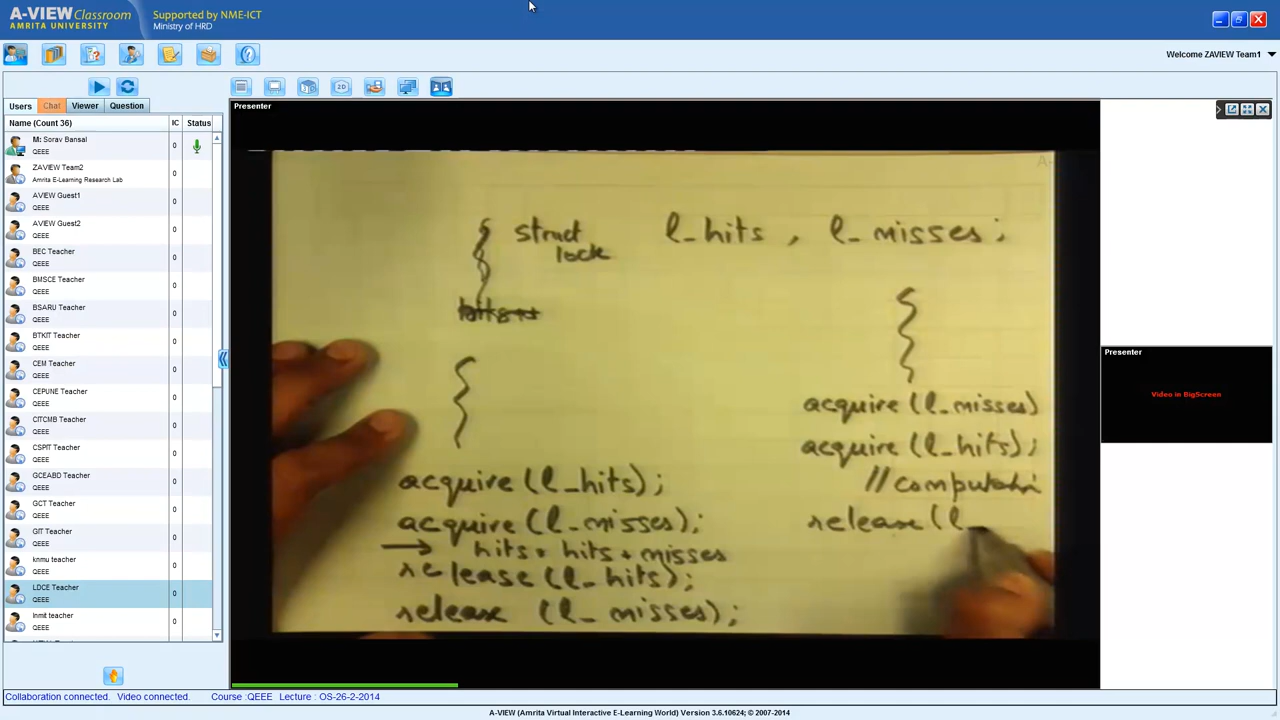 A-VIEW Classroom
AMRITA UNIVERSITY
Supported by NME-ICT
Ministry of HRD
Welcome ZAVIEW Team1
Users Chat Viewer Question
Name (Count 36) IC Status
M: Sorav Bansal
QEEE
0
ZAVIEW Team2
Amrita E-Learning Research Lab
0
AVIEW Guest1
QEEE
0
AVIEW Guest2
QEEE
0
BEC Teacher
QEEE
0
BMSCE Teacher
QEEE
0
BSARU Teacher
QEEE
0
BTKIT Teacher
QEEE
0
CEM Teacher
QEEE
0
CEPUNE Teacher
QEEE
0
CITCMB Teacher
QEEE
0
CSPIT Teacher
QEEE
0
GCEABD Teacher
QEEE
0
GCT Teacher
QEEE
0
GIT Teacher
QEEE
0
knmu teacher
QEEE
0
LDCE Teacher
QEEE
0
lnmit teacher
QEEE
0
Presenter
struct lock
l_hits , l_misses ;
acquire (l_hits);
acquire (l_misses);
→ hits = hits + misses
release (l_hits);
release (l_misses);
acquire (l_misses)
acquire (l_hits);
// computation
release (l_
Presenter
Video in BigScreen
Collaboration connected. Video connected. Course :QEEE Lecture : OS-26-2-2014
A-VIEW (Amrita Virtual Interactive E-Learning World) Version 3.6.10624; © 2007-2014